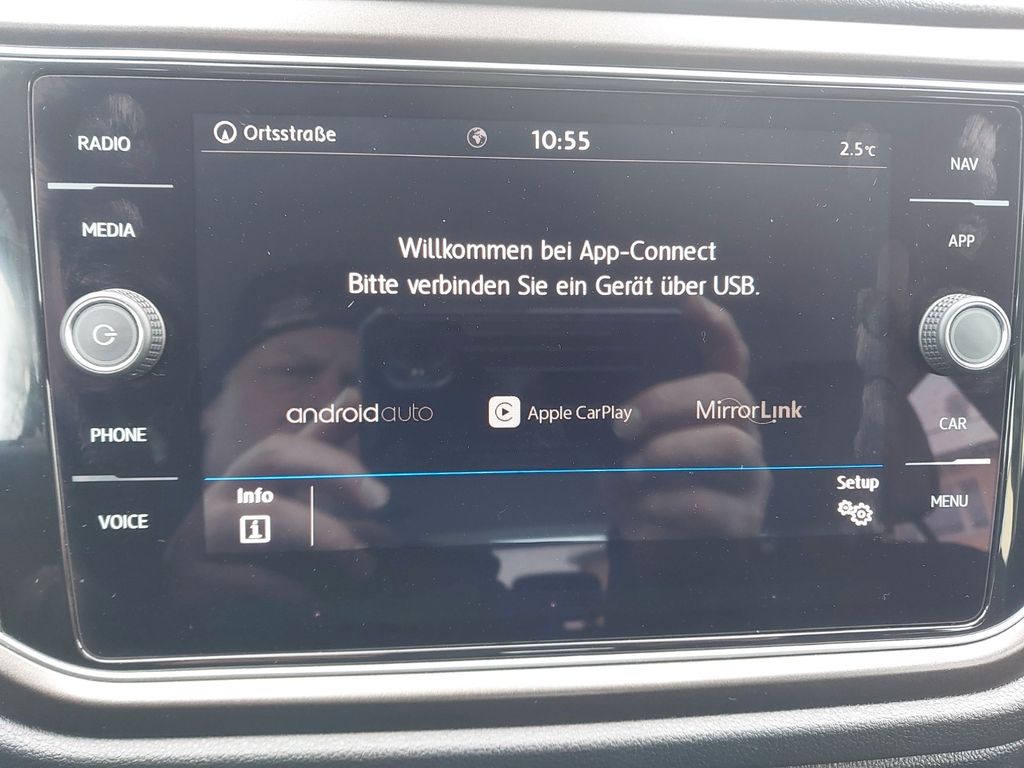 RADIO
MEDIA
PHONE
VOICE
Ortsstraße 10:55 2.5°C
Willkommen bei App-Connect
Bitte verbinden Sie ein Gerät über USB.
androidauto Apple CarPlay MirrorLink
Info Setup
NAV
APP
CAR
MENU